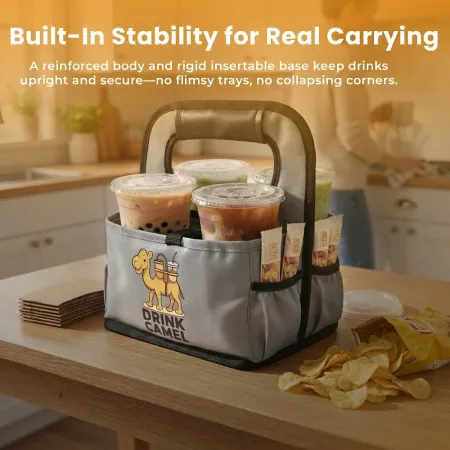 Built-In Stability for Real Carrying
A reinforced body and rigid insertable base keep drinks
upright and secure—no flimsy trays, no collapsing corners.
DRINK
CAMEL